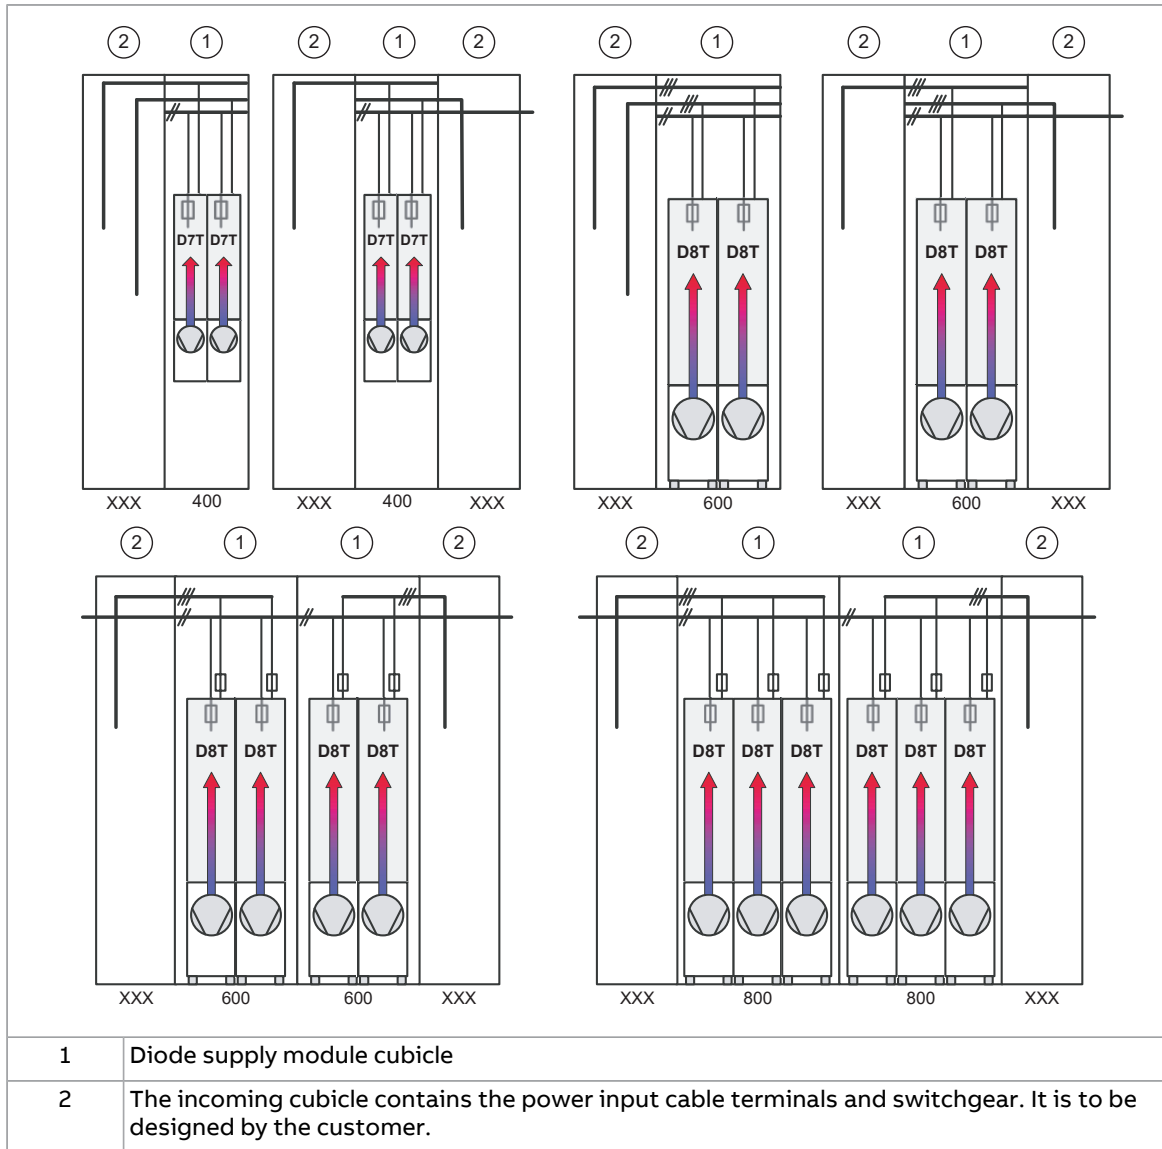 2 1 2 1 2 2 1 2 1 2
D7T D7T D7T D7T D8T D8T D8T D8T
XXX 400 XXX 400 XXX XXX 600 XXX 600 XXX
2 1 1 2 2 1 1 2
D8T D8T D8T D8T D8T D8T D8T D8T D8T D8T
XXX 600 600 XXX XXX 800 800 XXX
1 Diode supply module cubicle
2 The incoming cubicle contains the power input cable terminals and switchgear. It is to be
designed by the customer.